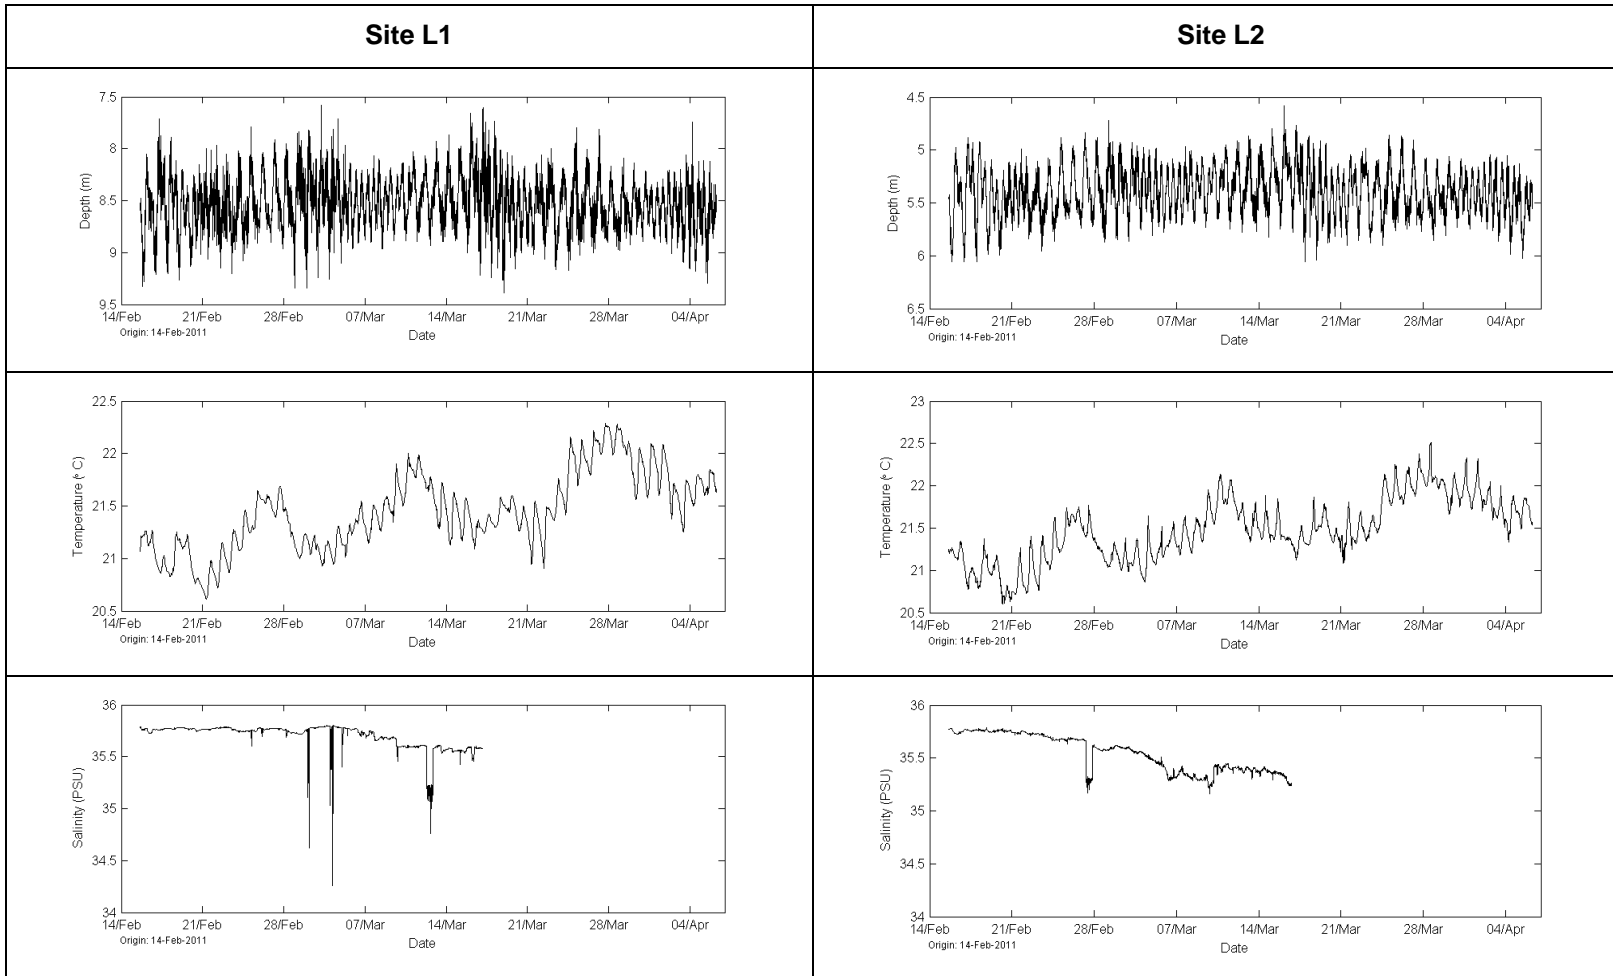 Site L1
Site L2
7.5
8
8.5
9
9.5
Depth (m)
14/Feb 21/Feb 28/Feb 07/Mar 14/Mar 21/Mar 28/Mar 04/Apr
Origin: 14-Feb-2011
Date
4.5
5
5.5
6
6.5
Depth (m)
14/Feb 21/Feb 28/Feb 07/Mar 14/Mar 21/Mar 28/Mar 04/Apr
Origin: 14-Feb-2011
Date
22.5
22
21.5
21
20.5
Temperature (° C)
14/Feb 21/Feb 28/Feb 07/Mar 14/Mar 21/Mar 28/Mar 04/Apr
Origin: 14-Feb-2011
Date
23
22.5
22
21.5
21
20.5
Temperature (° C)
14/Feb 21/Feb 28/Feb 07/Mar 14/Mar 21/Mar 28/Mar 04/Apr
Origin: 14-Feb-2011
Date
36
35.5
35
34.5
34
Salinity (PSU)
14/Feb 21/Feb 28/Feb 07/Mar 14/Mar 21/Mar 28/Mar 04/Apr
Origin: 14-Feb-2011
Date
36
35.5
35
34.5
34
Salinity (PSU)
14/Feb 21/Feb 28/Feb 07/Mar 14/Mar 21/Mar 28/Mar 04/Apr
Origin: 14-Feb-2011
Date